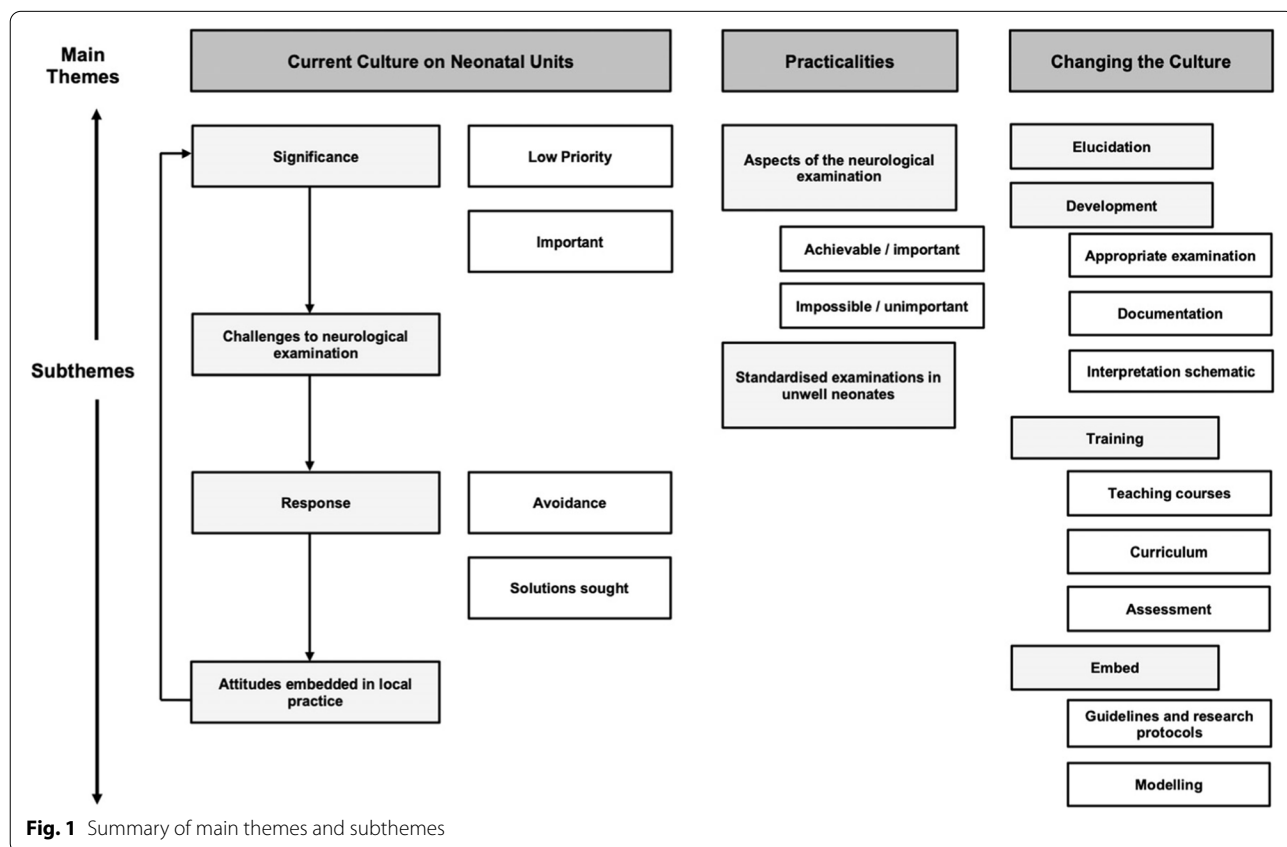 Main
Themes
Current Culture on Neonatal Units
Practicalities
Changing the Culture
Subthemes
Significance
Low Priority
Important
Challenges to neurological
examination
Response
Avoidance
Solutions sought
Attitudes embedded in local
practice
Aspects of the neurological
examination
Achievable / important
Impossible / unimportant
Standardised examinations in
unwell neonates
Elucidation
Development
Appropriate examination
Documentation
Interpretation schematic
Training
Teaching courses
Curriculum
Assessment
Embed
Guidelines and research
protocols
Modelling
Fig. 1 Summary of main themes and subthemes